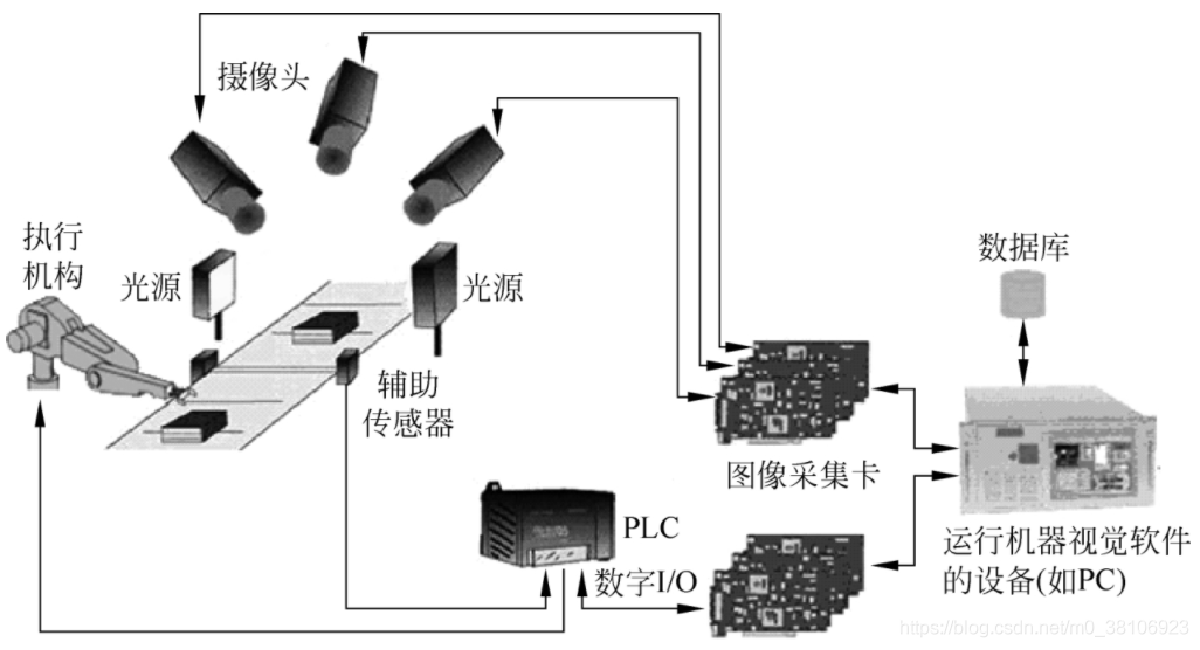 摄像头
执行
机构
光源
光源
数据库
辅助
传感器
图像采集卡
PLC
数字I/O
运行机器视觉软件
的设备(如PC)
https://blog.csdn.net/m0_38106923